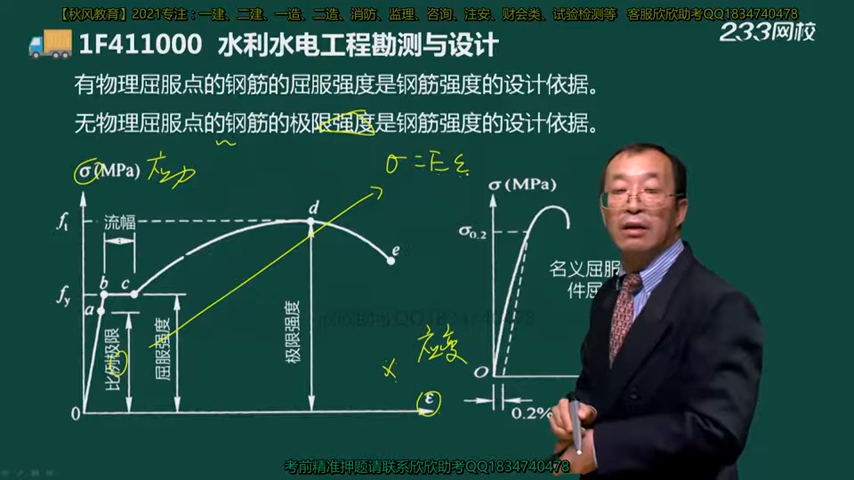 【秋风教育】2021专注：一建、二建、一造、二造、消防、监理、咨询、注安、财会类、试验检测等 客服欣欣助考QQ1834740478
1F411000 水利水电工程勘测与设计
233网校
有物理屈服点的钢筋的屈服强度是钢筋强度的设计依据。
无物理屈服点的钢筋的极限强度是钢筋强度的设计依据。
σ(MPa) 应力
σ=Eε
f_t
流幅
d
e
f_y
b
c
a
比例极限
屈服强度
极限强度
0
ε
应变
σ(MPa)
σ0.2
名义屈服
件屈
O
0.2%
考前精准押题请联系欣欣助考QQ1834740478